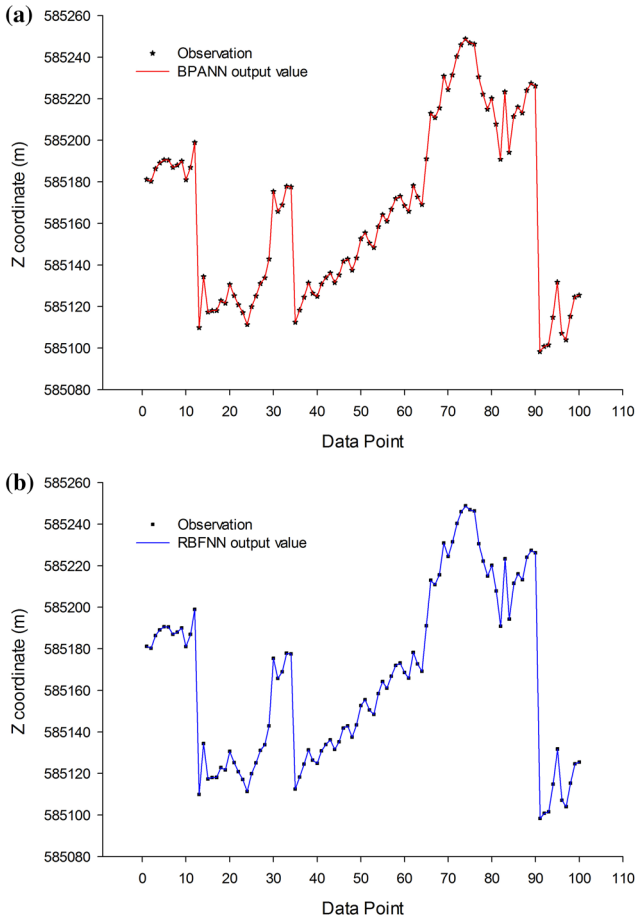 (a)
585260
585240
585220
585200
585180
585160
585140
585120
585100
585080
Z coordinate (m)
Observation
BPANN output value
0 10 20 30 40 50 60 70 80 90 100 110
Data Point
(b)
585260
585240
585220
585200
585180
585160
585140
585120
585100
585080
Z coordinate (m)
Observation
RBFNN output value
0 10 20 30 40 50 60 70 80 90 100 110
Data Point